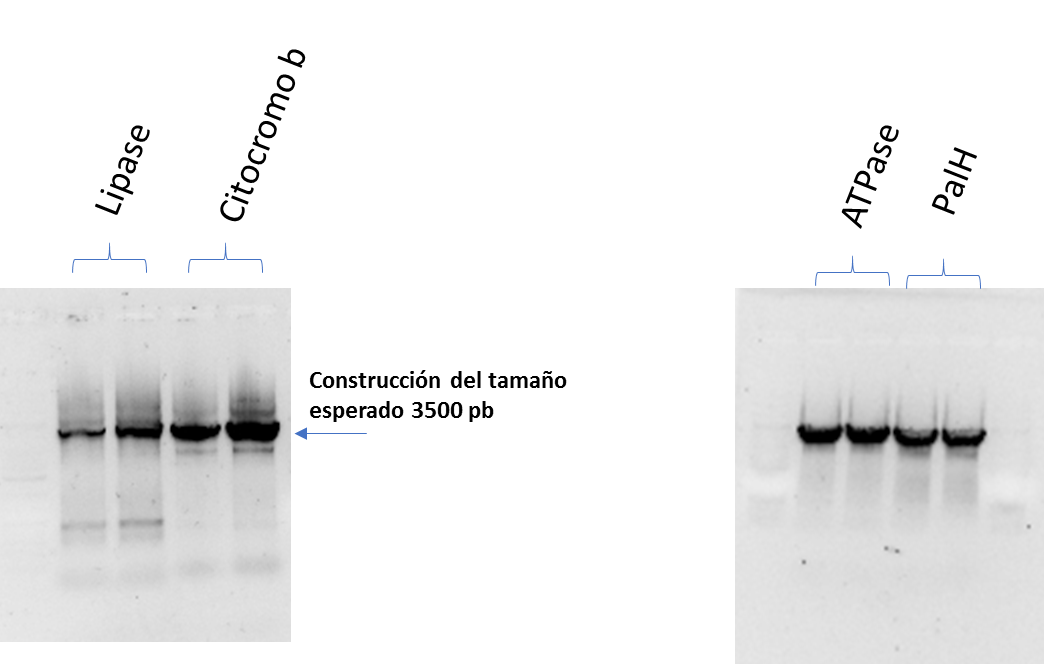 Lipase
Citocromo b
ATPase
PalH
Construcción del tamaño
esperado 3500 pb